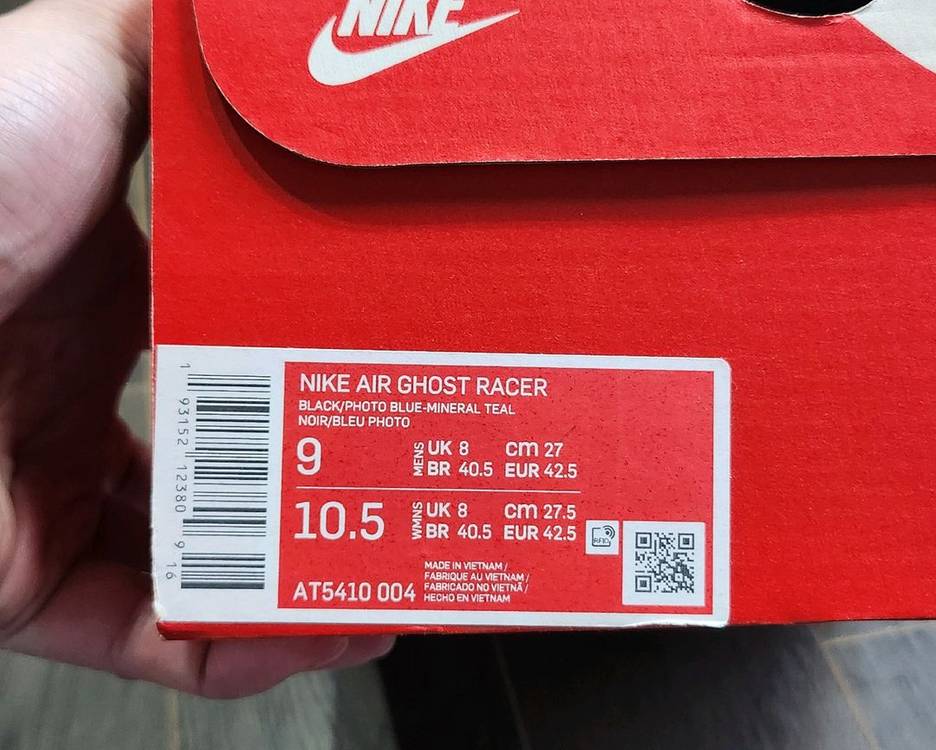 NIKE
NIKE AIR GHOST RACER
BLACK/PHOTO BLUE-MINERAL TEAL
NOIR/BLEU PHOTO
9 MENS UK 8 cm 27
BR 40.5 EUR 42.5
10.5 WMNS UK 8 cm 27.5
BR 40.5 EUR 42.5
RFID
AT5410 004
MADE IN VIETNAM /
FABRIQUE AU VIETNAM /
FABRICADO NO VIETNÃ /
HECHO EN VIETNAM
1 93152 12380 9 16